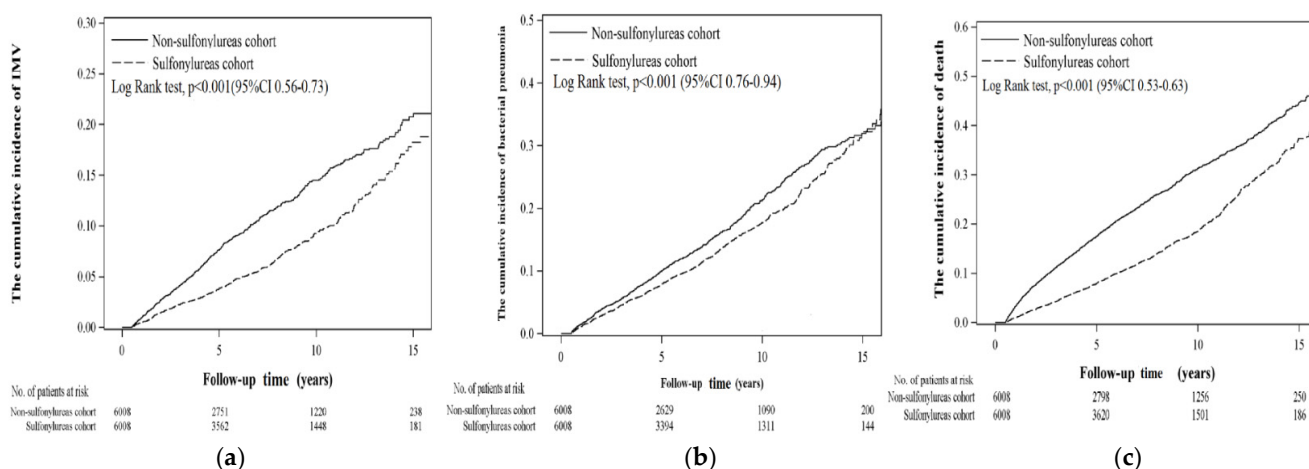 The cumulative incidence of IMV
0.30
0.25
0.20
0.15
0.10
0.05
0.00
Non-sulfonylureas cohort
Sulfonylureas cohort
Log Rank test, p<0.001(95%CI 0.56-0.73)
0 5 10 15
Follow-up time (years)
No. of patients at risk
Non-sulfonylureas cohort 6008 2751 1220 238
Sulfonylureas cohort 6008 3562 1448 181
(a)
The cumulative incidence of bacterial pneumonia
0.5
0.4
0.3
0.2
0.1
0.0
Non-sulfonylureas cohort
Sulfonylureas cohort
Log Rank test, p<0.001 (95%CI 0.76-0.94)
0 5 10 15
Follow-up time (years)
No. of patients at risk
Non-sulfonylureas cohort 6008 2629 1090 200
Sulfonylureas cohort 6008 3394 1311 144
(b)
The cumulative incidence of death
0.6
0.5
0.4
0.3
0.2
0.1
0.0
Non-sulfonylureas cohort
Sulfonylureas cohort
Log Rank test, p<0.001 (95%CI 0.53-0.63)
0 5 10 15
Follow-up time (years)
No. of patients at risk
Non-sulfonylureas cohort 6008 2798 1256 250
Sulfonylureas cohort 6008 3620 1501 186
(c)